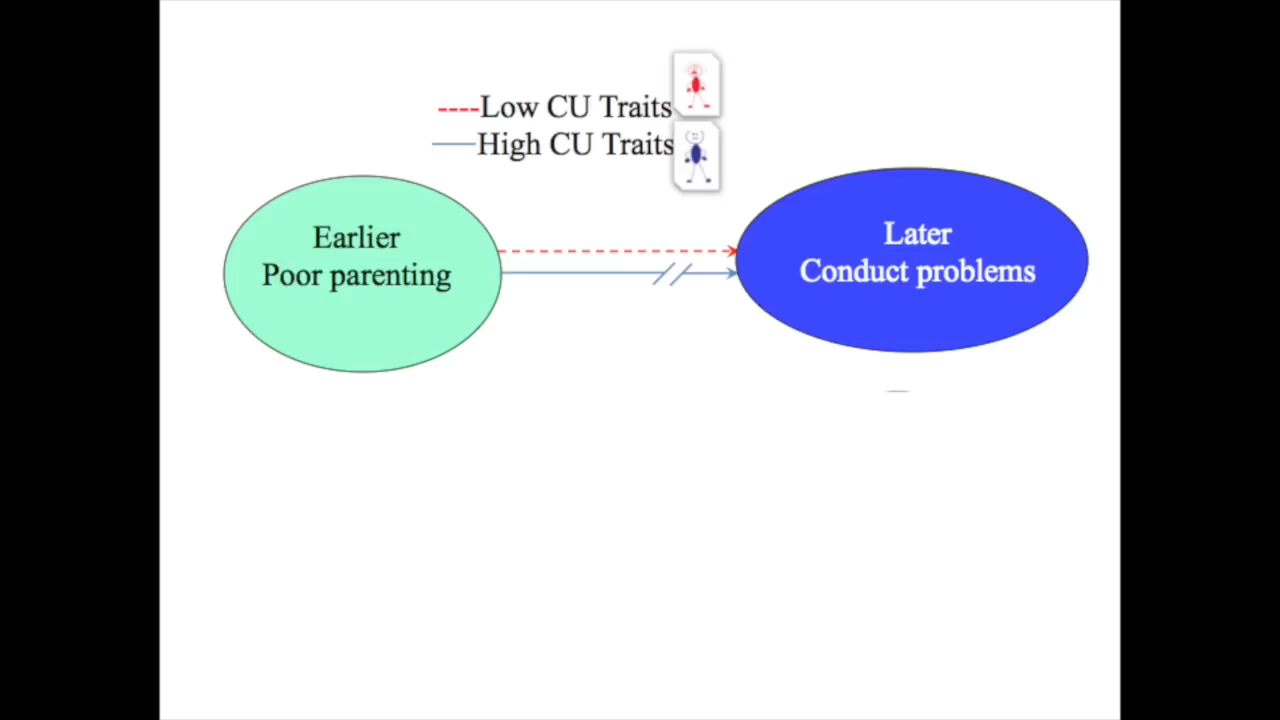 Low CU Traits
High CU Traits
Earlier
Poor parenting
Later
Conduct problems